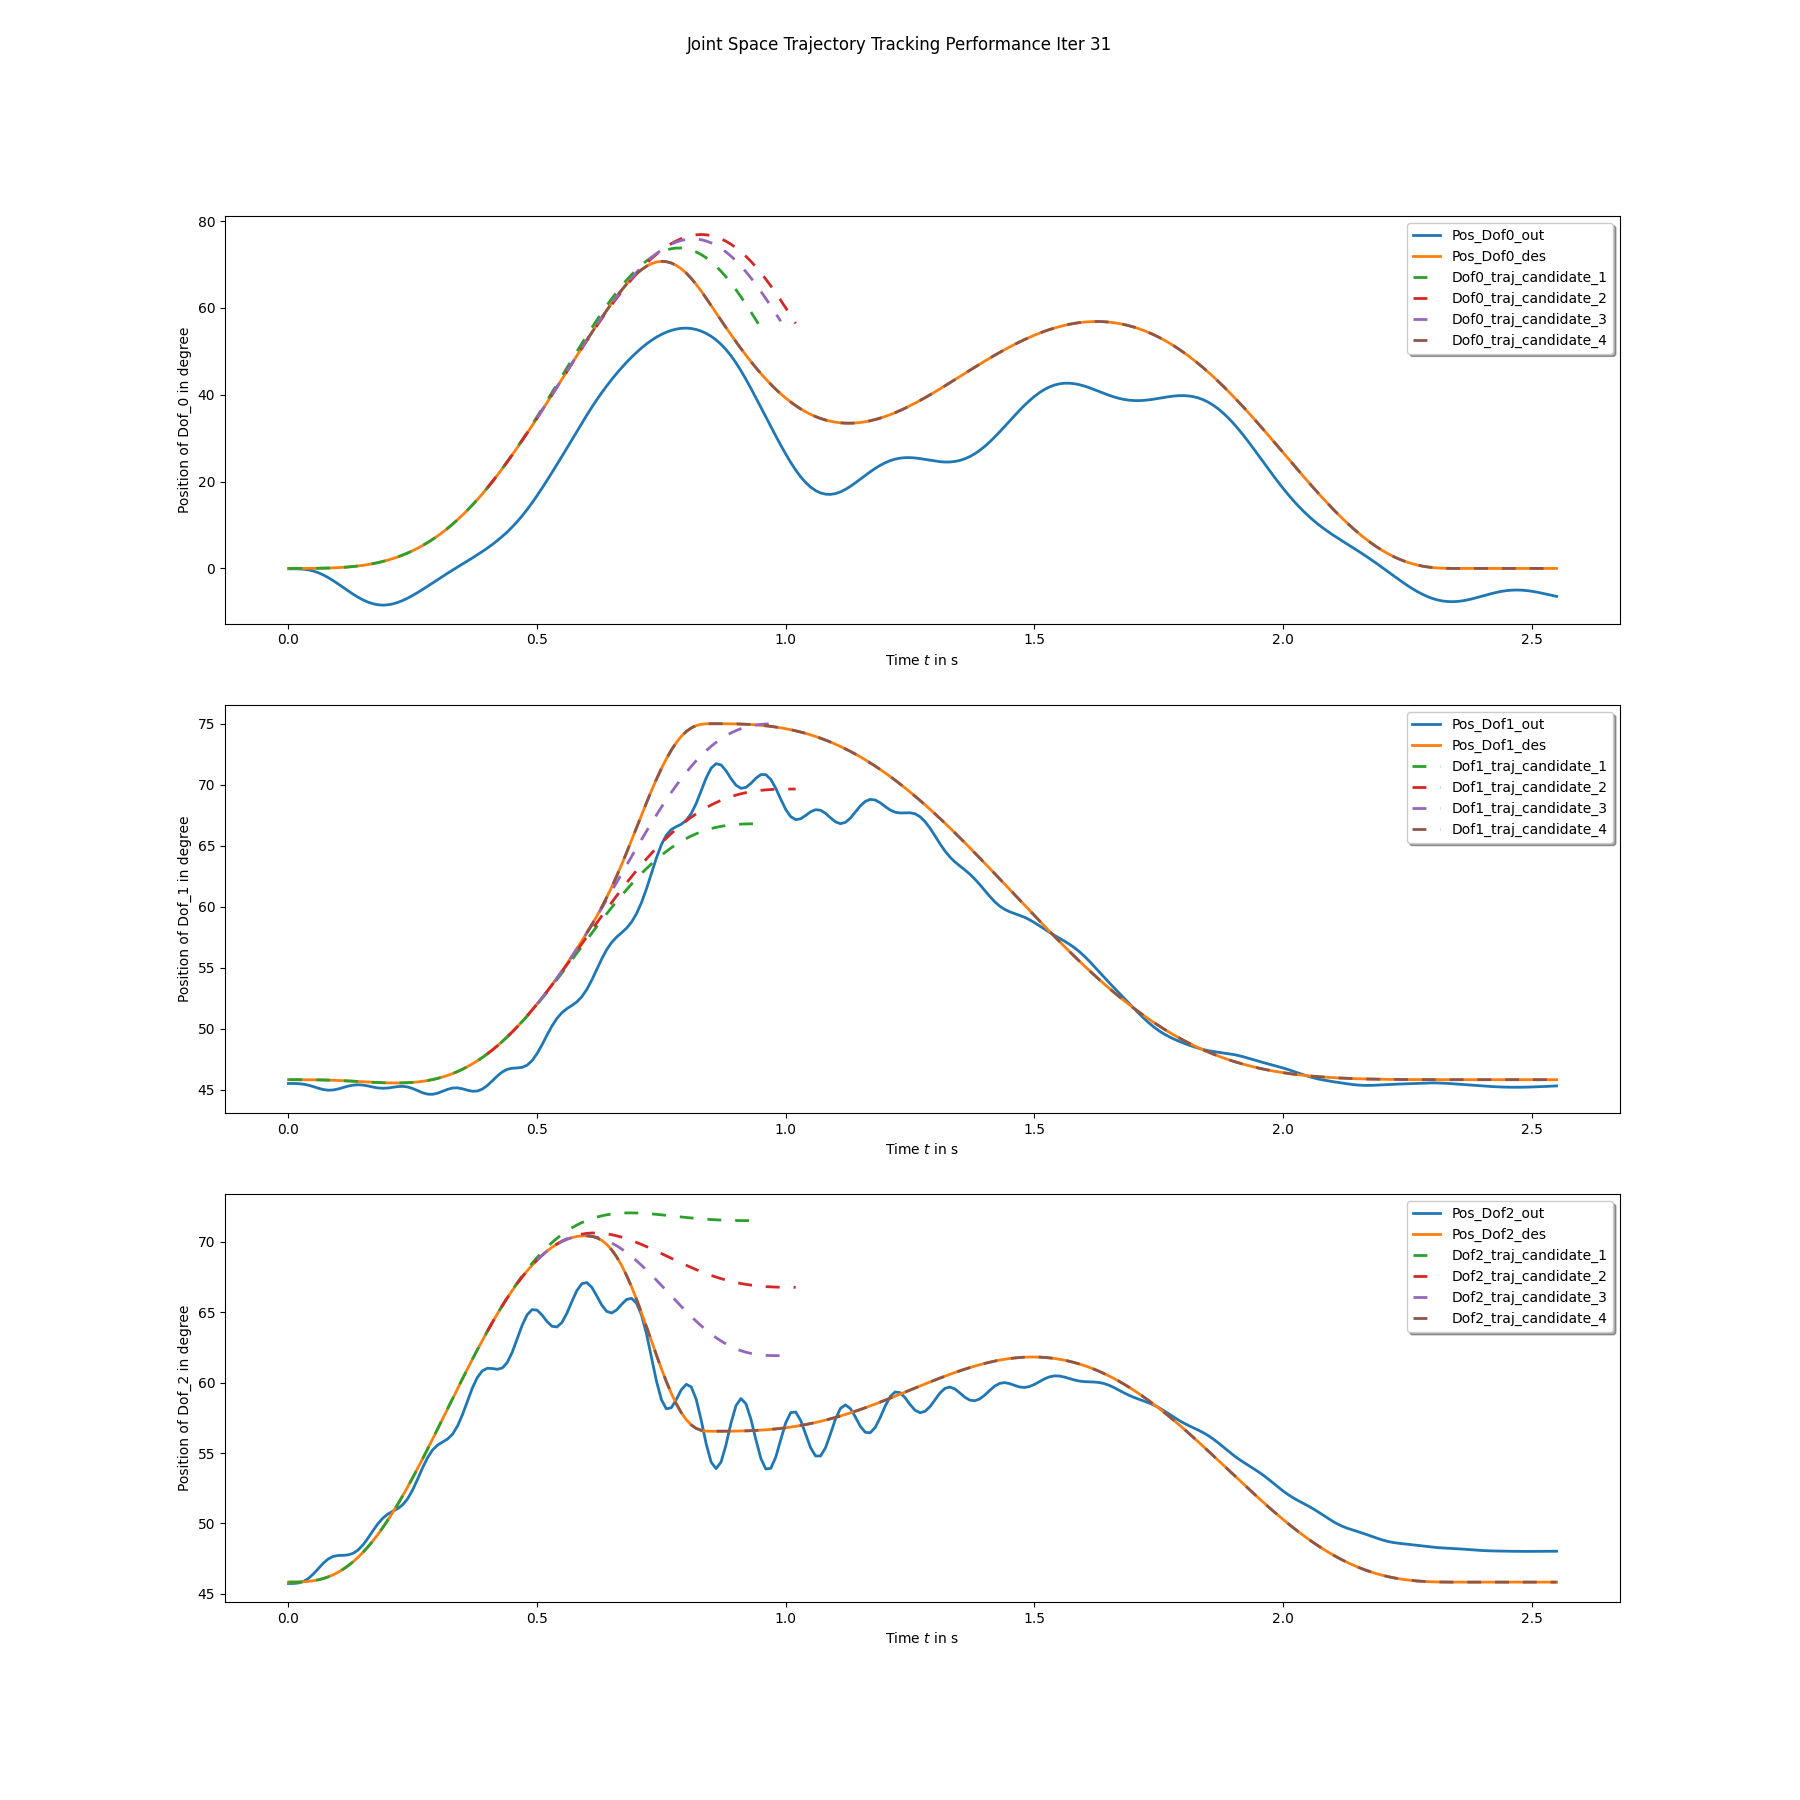 Joint Space Trajectory Tracking Performance Iter 31
80
60
40
20
0
Position of Dof_0 in degree
0.0 0.5 1.0 1.5 2.0 2.5
Time t in s
Pos_Dof0_out
Pos_Dof0_des
Dof0_traj_candidate_1
Dof0_traj_candidate_2
Dof0_traj_candidate_3
Dof0_traj_candidate_4
75
70
65
60
55
50
45
Position of Dof_1 in degree
0.0 0.5 1.0 1.5 2.0 2.5
Time t in s
Pos_Dof1_out
Pos_Dof1_des
Dof1_traj_candidate_1
Dof1_traj_candidate_2
Dof1_traj_candidate_3
Dof1_traj_candidate_4
70
65
60
55
50
45
Position of Dof_2 in degree
0.0 0.5 1.0 1.5 2.0 2.5
Time t in s
Pos_Dof2_out
Pos_Dof2_des
Dof2_traj_candidate_1
Dof2_traj_candidate_2
Dof2_traj_candidate_3
Dof2_traj_candidate_4